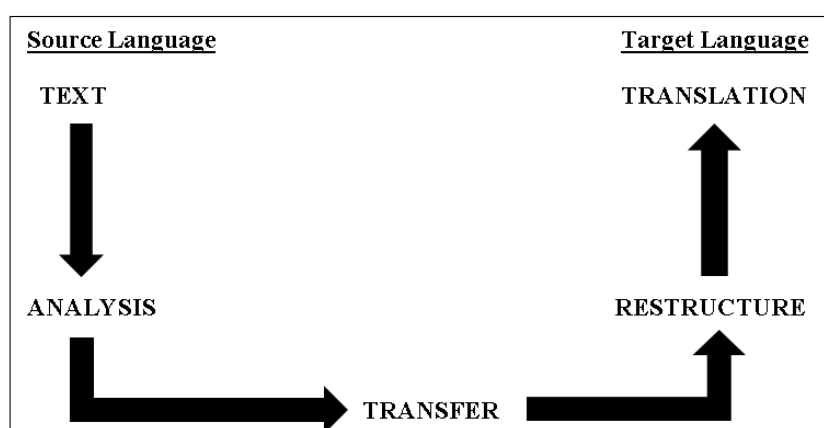 Source Language
Target Language
TEXT
TRANSLATION
ANALYSIS
RESTRUCTURE
TRANSFER